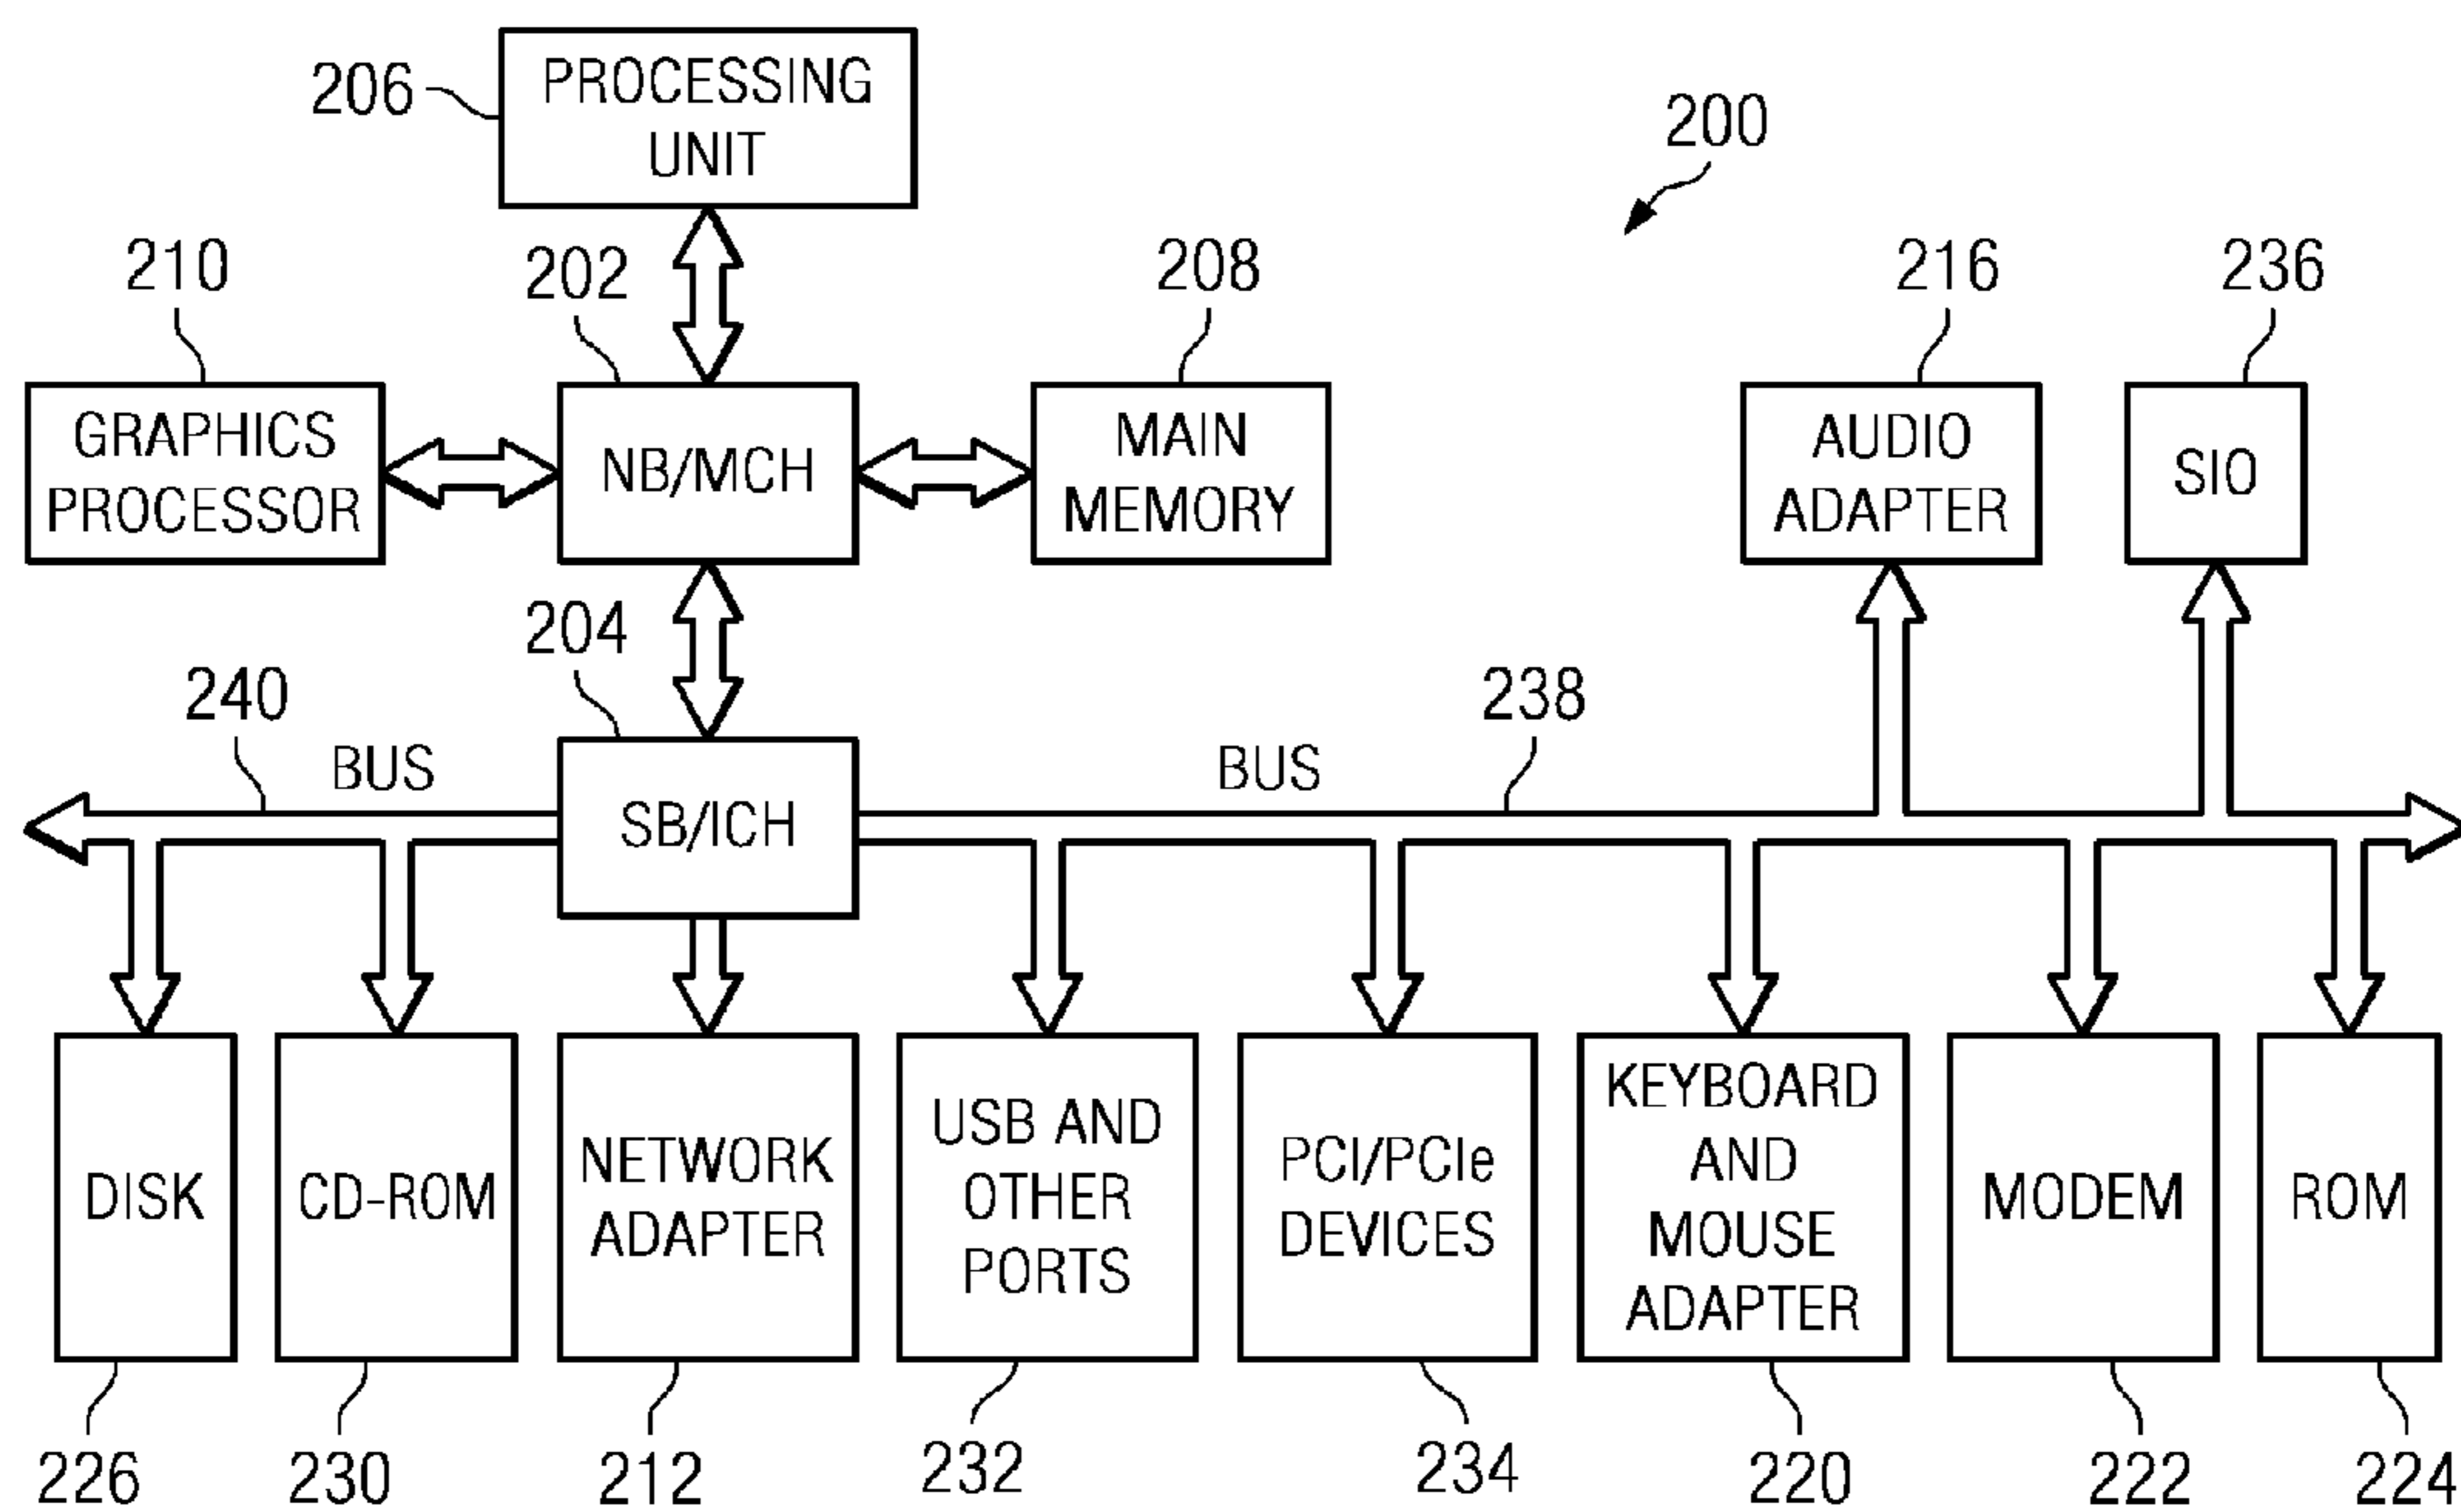 206
PROCESSING
UNIT
200
210
202
208
216
236
GRAPHICS
PROCESSOR
NB/MCH
MAIN
MEMORY
AUDIO
ADAPTER
SIO
204
240
BUS
SB/ICH
BUS
238
DISK
CD-ROM
NETWORK
ADAPTER
USB AND
OTHER
PORTS
PCI/PCIe
DEVICES
KEYBOARD
AND
MOUSE
ADAPTER
MODEM
ROM
226
230
212
232
234
220
222
224